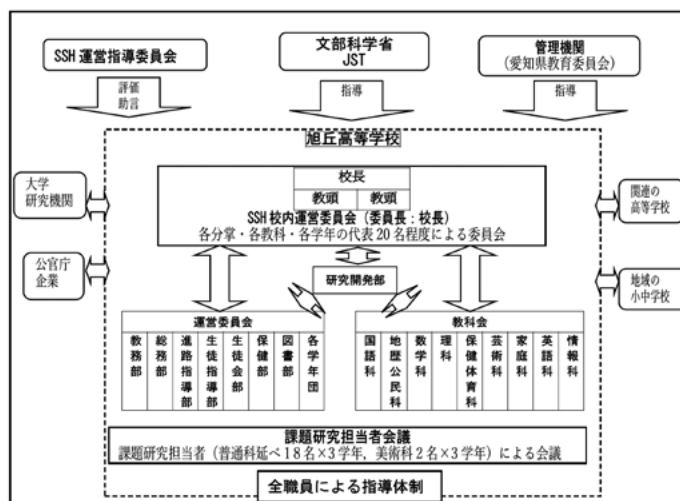 SSH 運営指導委員会
文部科学省
JST
管理機関
（愛知県教育委員会）
評価
助言
指導
指導
旭丘高等学校
大学
研究機関
公官庁
企業
関連の
高等学校
地域の
小中学校
校長
教頭 教頭
SSH 校内運営委員会（委員長：校長）
各分掌・各教科・各学年の代表 20 名程度による委員会
研究開発部
運営委員会
教務部
総務部
進路指導部
生徒指導部
生徒会部
保健部
図書部
各学年団
教科会
国語科
地歴公民科
数学科
理科
保健体育科
芸術科
家庭科
英語科
情報科
課題研究担当者会議
課題研究担当者（普通科延べ１８名×３学年，美術科２名×３学年）による会議
全職員による指導体制